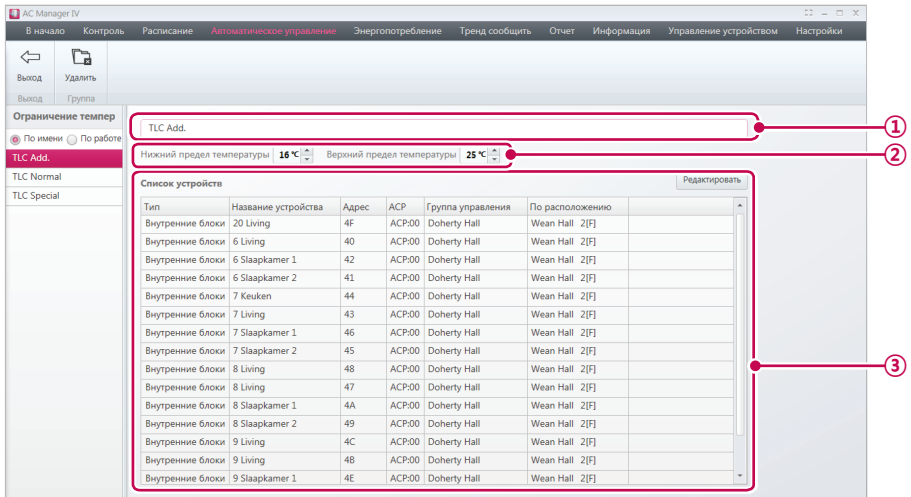 AC Manager IV
В начало Контроль Расписание Автоматическое управление Энергопотребление Тренд сообщить Отчет Информация Управление устройством Настройки
Выход Удалить
Выход Группа
Ограничение темпер
По имени По работе
TLC Add.
TLC Normal
TLC Special
TLC Add.
1
Нижний предел температуры 16 ℃ Верхний предел температуры 25 ℃
2
Список устройств Редактировать
Тип Название устройства Адрес ACP Группа управления По расположению
Внутренние блоки 20 Living 4F ACP:00 Doherty Hall Wean Hall 2[F]
Внутренние блоки 6 Living 40 ACP:00 Doherty Hall Wean Hall 2[F]
Внутренние блоки 6 Slaapkamer 1 42 ACP:00 Doherty Hall Wean Hall 2[F]
Внутренние блоки 6 Slaapkamer 2 41 ACP:00 Doherty Hall Wean Hall 2[F]
Внутренние блоки 7 Keuken 44 ACP:00 Doherty Hall Wean Hall 2[F]
Внутренние блоки 7 Living 43 ACP:00 Doherty Hall Wean Hall 2[F]
Внутренние блоки 7 Slaapkamer 1 46 ACP:00 Doherty Hall Wean Hall 2[F]
Внутренние блоки 7 Slaapkamer 2 45 ACP:00 Doherty Hall Wean Hall 2[F]
Внутренние блоки 8 Living 48 ACP:00 Doherty Hall Wean Hall 2[F]
Внутренние блоки 8 Living 47 ACP:00 Doherty Hall Wean Hall 2[F]
Внутренние блоки 8 Slaapkamer 1 4A ACP:00 Doherty Hall Wean Hall 2[F]
Внутренние блоки 8 Slaapkamer 2 49 ACP:00 Doherty Hall Wean Hall 2[F]
Внутренние блоки 9 Living 4C ACP:00 Doherty Hall Wean Hall 2[F]
Внутренние блоки 9 Living 4B ACP:00 Doherty Hall Wean Hall 2[F]
Внутренние блоки 9 Slaapkamer 1 4E ACP:00 Doherty Hall Wean Hall 2[F]
3